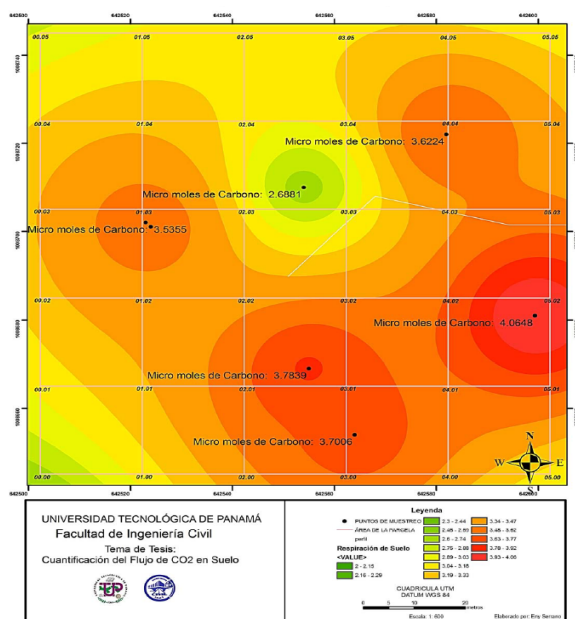 642500 642520 642540 642560 642580 642600
00.05 01.05 02.05 03.05 04.05 05.05
01.04 02.04 03.04 04.04 05.04
Micro moles de Carbono: 3.6224
Micro moles de Carbono: 2.6881
00.03 01.03 02.03 03.03 04.03 05.03
Micro moles de Carbono: 3.5355
00.02 01.02 02.02 03.02 04.02 05.02
Micro moles de Carbono: 4.0648
Micro moles de Carbono: 3.7839
00.01 01.01 02.01 03.01 04.01 05.01
Micro moles de Carbono: 3.7006
N
W E
S
00.00 01.00 02.00 03.00 04.00 05.00
642500 642520 642540 642560 642580 642600
UNIVERSIDAD TECNOLÓGICA DE PANAMÁ
Facultad de Ingeniería Civil
Tema de Tesis:
Cuantificación del Flujo de CO2 en Suelo
Leyenda
PUNTOS DE MUESTREO
ÁREA DE LA PARCELA
perfil
Respiración de Suelo
<VALUE>
2 - 2.15
2.16 - 2.29
2.3 - 2.44
2.45 - 2.59
2.6 - 2.74
2.75 - 2.88
2.89 - 3.03
3.04 - 3.18
3.19 - 3.33
3.34 - 3.47
3.48 - 3.62
3.63 - 3.77
3.78 - 3.92
3.93 - 4.06
CUADRICULA UTM
DATUM WGS 84
0 5 10 20
metros
Escala: 1: 600
Elaborado por: Eny Serrano